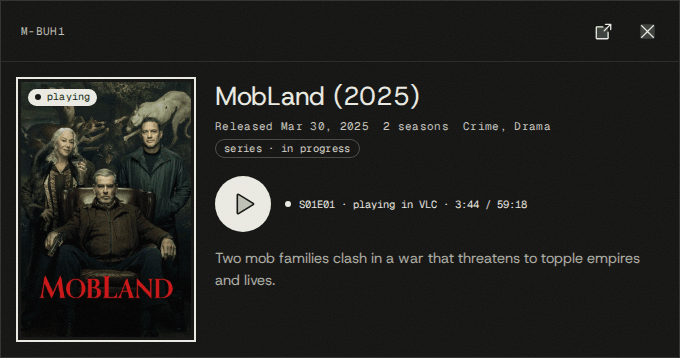 M-BUH1
playing
MOBLAND
MobLand (2025)
Released Mar 30, 2025 2 seasons Crime, Drama
series · in progress
S01E01 · playing in VLC · 3:44 / 59:18
Two mob families clash in a war that threatens to topple empires
and lives.